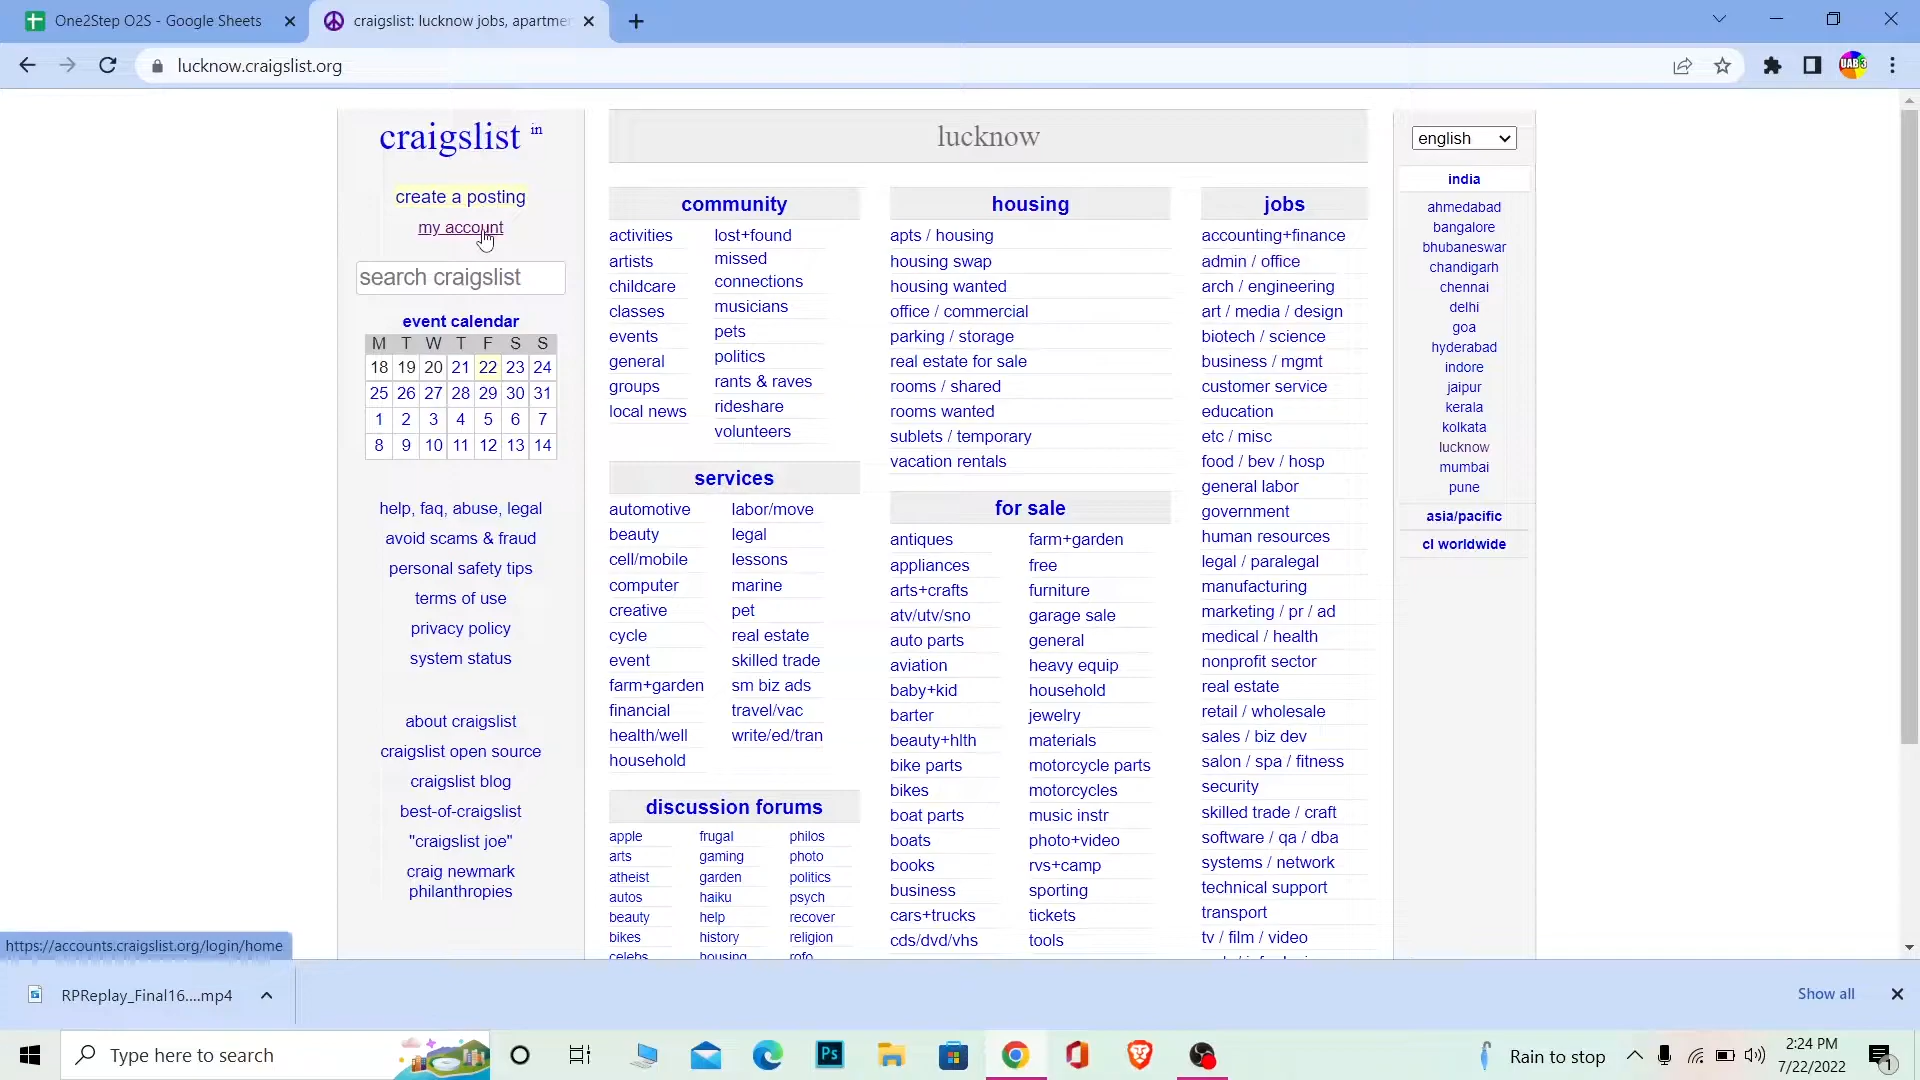 One2Step O2S - Google Sheets
craigslist: lucknow jobs, apartme
lucknow.craigslist.org
UAB 3
craigslist in
create a posting
my account
search craigslist
event calendar
M T W T F S S
18 19 20 21 22 23 24
25 26 27 28 29 30 31
1 2 3 4 5 6 7
8 9 10 11 12 13 14
help, faq, abuse, legal
avoid scams & fraud
personal safety tips
terms of use
privacy policy
system status
about craigslist
craigslist open source
craigslist blog
best-of-craigslist
"craigslist joe"
craig newmark
philanthropies
lucknow
community
activities
artists
childcare
classes
events
general
groups
local news
lost+found
missed
connections
musicians
pets
politics
rants & raves
rideshare
volunteers
services
automotive
beauty
cell/mobile
computer
creative
cycle
event
farm+garden
financial
health/well
household
labor/move
legal
lessons
marine
pet
real estate
skilled trade
sm biz ads
travel/vac
write/ed/tran
discussion forums
apple
arts
atheist
autos
beauty
bikes
celebs
frugal
gaming
garden
haiku
help
history
housing
philos
photo
politics
psych
recover
religion
rofo
housing
apts / housing
housing swap
housing wanted
office / commercial
parking / storage
real estate for sale
rooms / shared
rooms wanted
sublets / temporary
vacation rentals
for sale
antiques
appliances
arts+crafts
atv/utv/sno
auto parts
aviation
baby+kid
barter
beauty+hlth
bike parts
bikes
boat parts
boats
books
business
cars+trucks
cds/dvd/vhs
farm+garden
free
furniture
garage sale
general
heavy equip
household
jewelry
materials
motorcycle parts
motorcycles
music instr
photo+video
rvs+camp
sporting
tickets
tools
jobs
accounting+finance
admin / office
arch / engineering
art / media / design
biotech / science
business / mgmt
customer service
education
etc / misc
food / bev / hosp
general labor
government
human resources
legal / paralegal
manufacturing
marketing / pr / ad
medical / health
nonprofit sector
real estate
retail / wholesale
sales / biz dev
salon / spa / fitness
security
skilled trade / craft
software / qa / dba
systems / network
technical support
transport
tv / film / video
english
india
ahmedabad
bangalore
bhubaneswar
chandigarh
chennai
delhi
goa
hyderabad
indore
jaipur
kerala
kolkata
lucknow
mumbai
pune
asia/pacific
cl worldwide
https://accounts.craigslist.org/login/home
RPReplay_Final16....mp4
Show all
Type here to search
Ps
Rain to stop
2:24 PM
7/22/2022
1